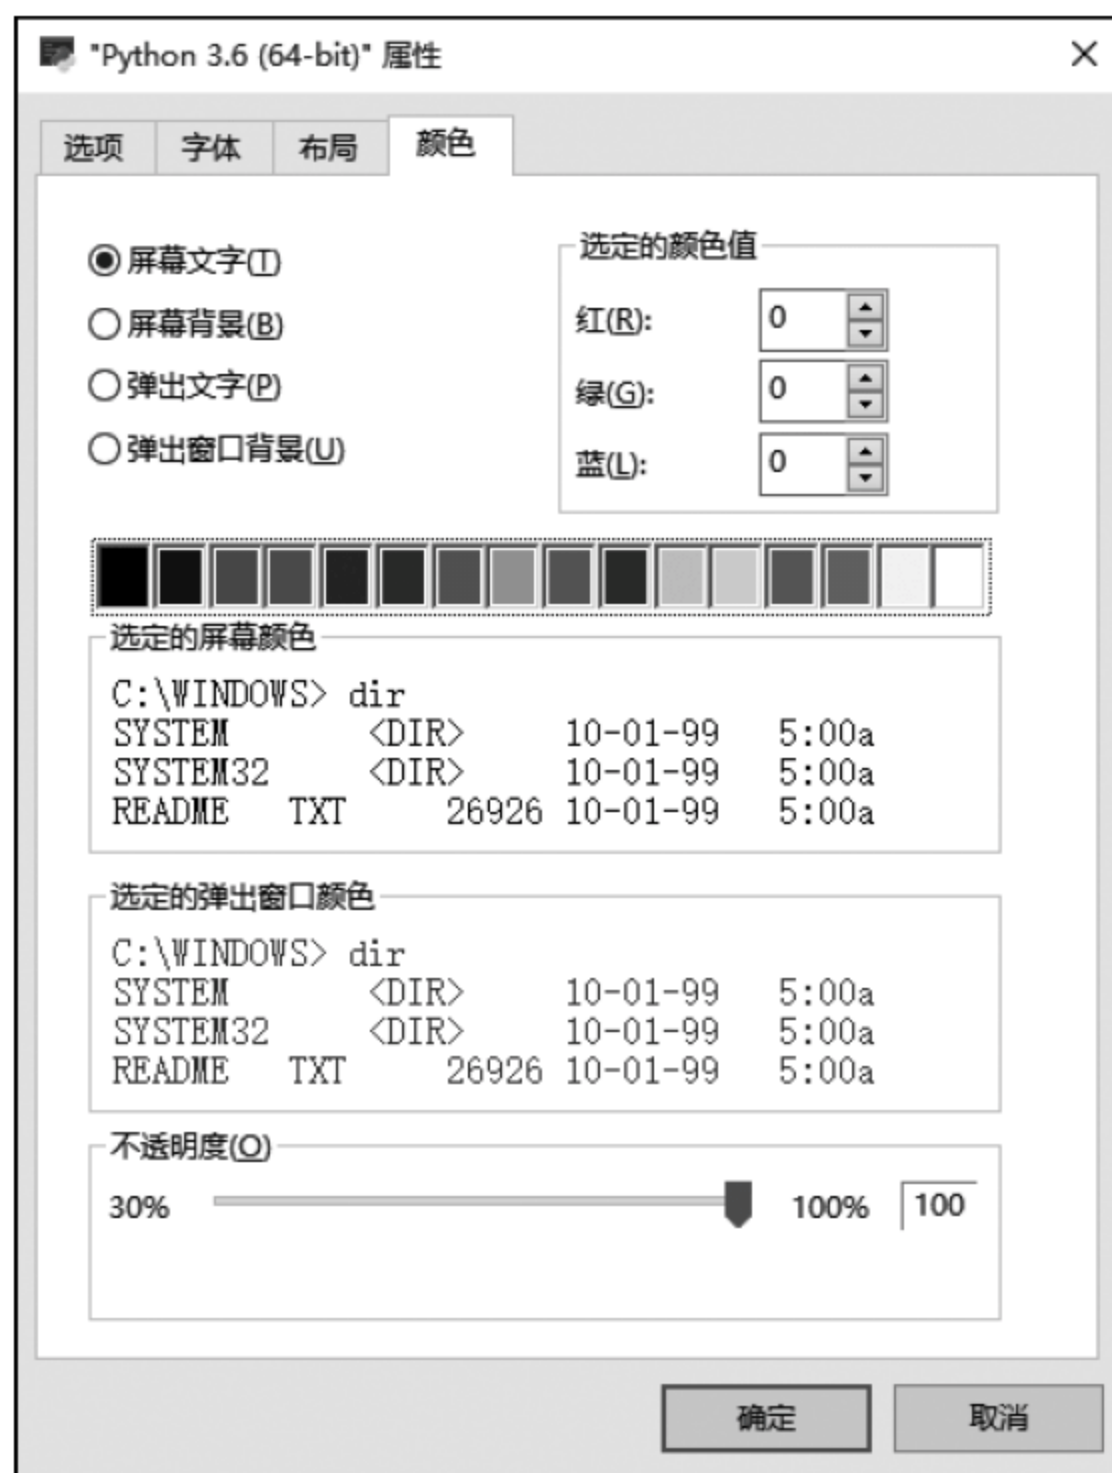 "Python 3.6 (64-bit)" 属性
选项 字体 布局 颜色
屏幕文字(T)
屏幕背景(B)
弹出文字(P)
弹出窗口背景(U)
选定的颜色值
红(R): 0
绿(G): 0
蓝(L): 0
选定的屏幕颜色
C:\WINDOWS> dir
SYSTEM <DIR> 10-01-99 5:00a
SYSTEM32 <DIR> 10-01-99 5:00a
README TXT 26926 10-01-99 5:00a
选定的弹出窗口颜色
C:\WINDOWS> dir
SYSTEM <DIR> 10-01-99 5:00a
SYSTEM32 <DIR> 10-01-99 5:00a
README TXT 26926 10-01-99 5:00a
不透明度(O)
30% 100% 100
确定 取消